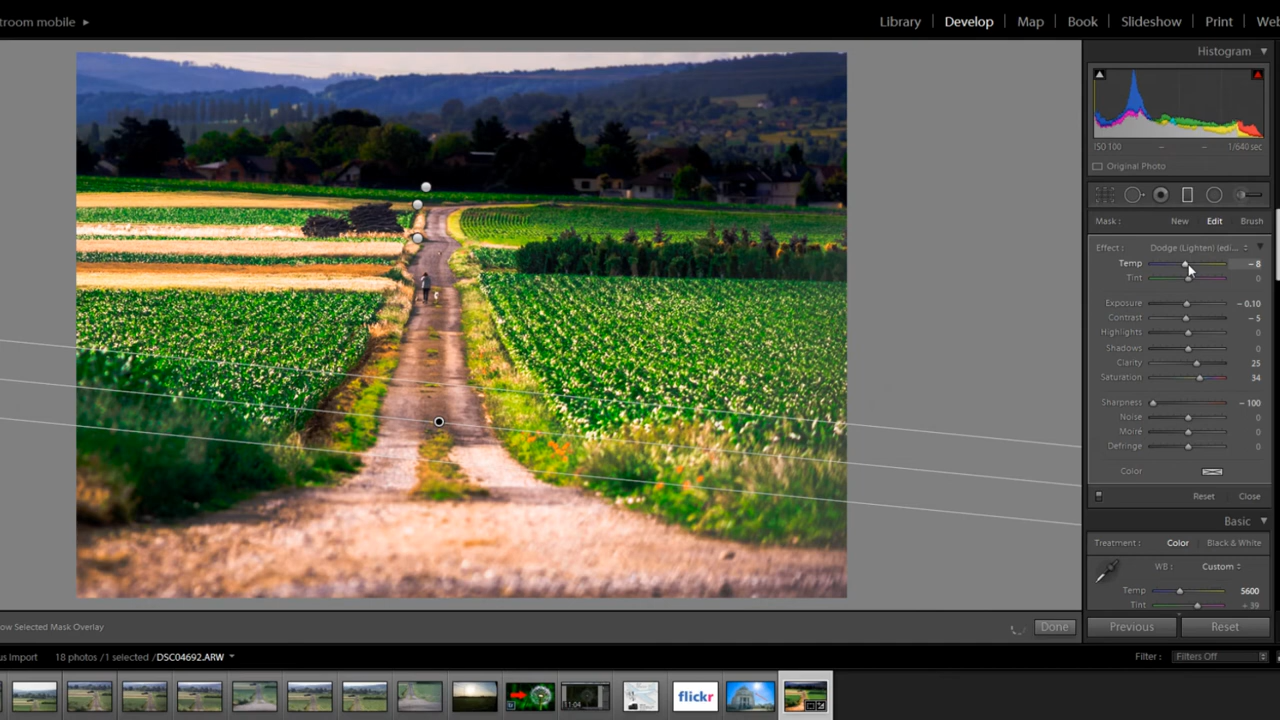 troom mobile ▸
Library | Develop | Map | Book | Slideshow | Print | Web
Histogram
ISO 100 – – 1/640 sec
Original Photo
Mask : New Edit Brush
Effect : Dodge (Lighten) (edi...
Temp – 8
Tint 0
Exposure – 0.10
Contrast – 5
Highlights 0
Shadows 0
Clarity 25
Saturation 34
Sharpness – 100
Noise 0
Moiré 0
Defringe 0
Color
Reset Close
Basic
Treatment : Color Black & White
WB : Custom
Temp 5600
Tint + 39
Previous Reset
ow Selected Mask Overlay
Done
us Import 18 photos / 1 selected / DSC04692.ARW
Filter : Filters Off
11:04
flickr